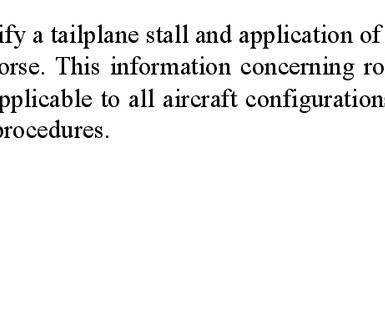 ify a tailplane stall and application of
orse. This information concerning ro
pplicable to all aircraft configurations
procedures.